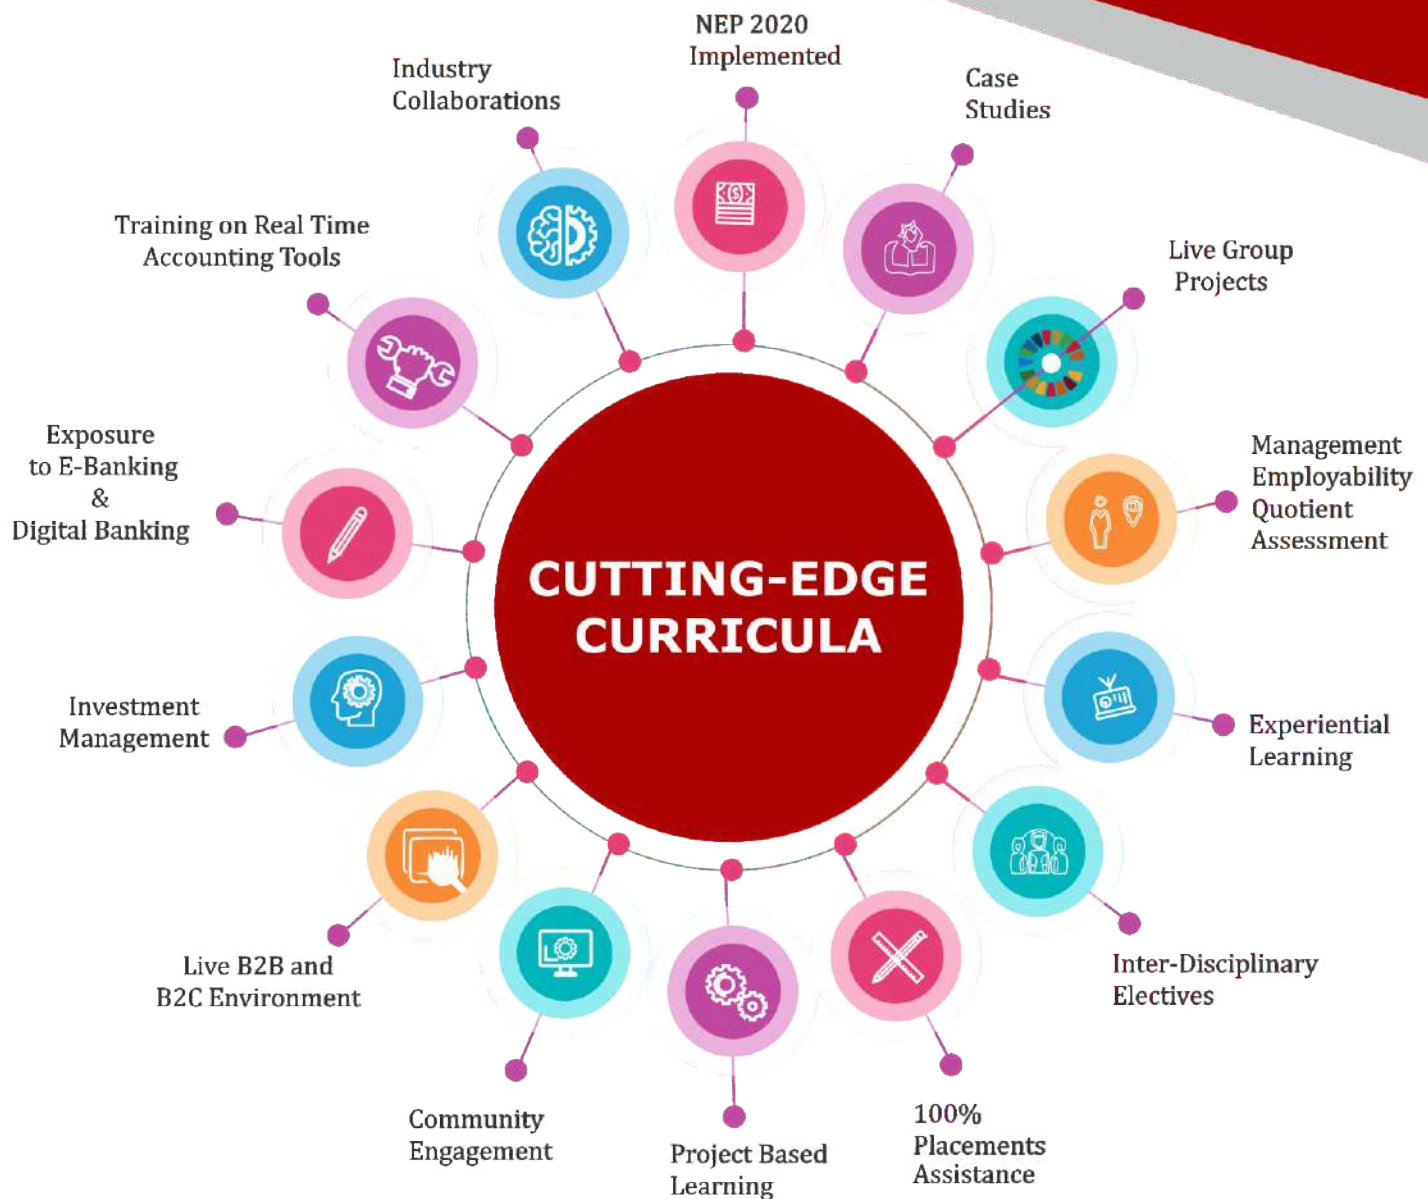 NEP 2020
Implemented
Case
Studies
Live Group
Projects
Management
Employability
Quotient
Assessment
Experiential
Learning
Inter-Disciplinary
Electives
100%
Placements
Assistance
Project Based
Learning
Community
Engagement
Live B2B and
B2C Environment
Investment
Management
Exposure
to E-Banking
&
Digital Banking
Training on Real Time
Accounting Tools
Industry
Collaborations
CUTTING-EDGE
CURRICULA